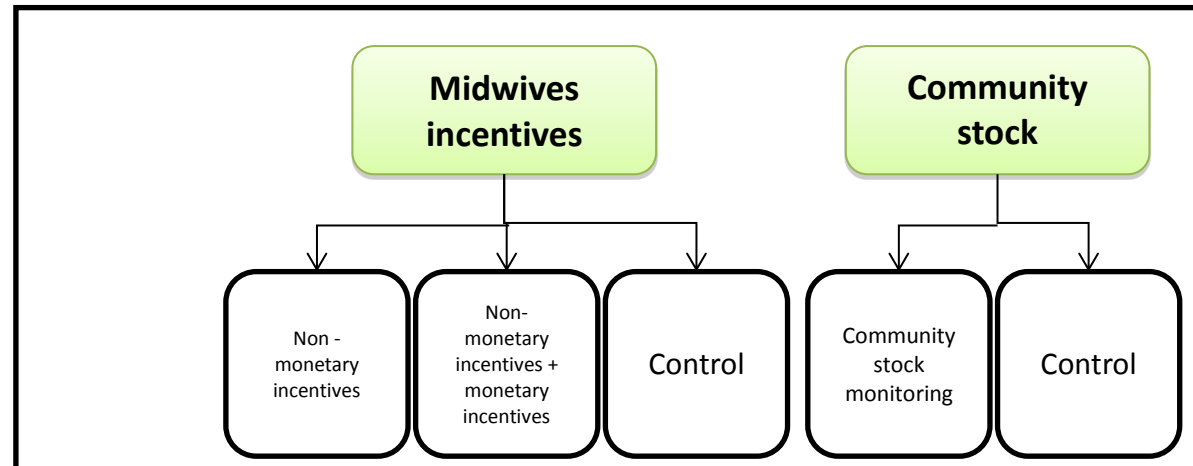 Midwives
incentives
Community
stock
Non -
monetary
incentives
Non-
monetary
incentives +
monetary
incentives
Control
Community
stock
monitoring
Control